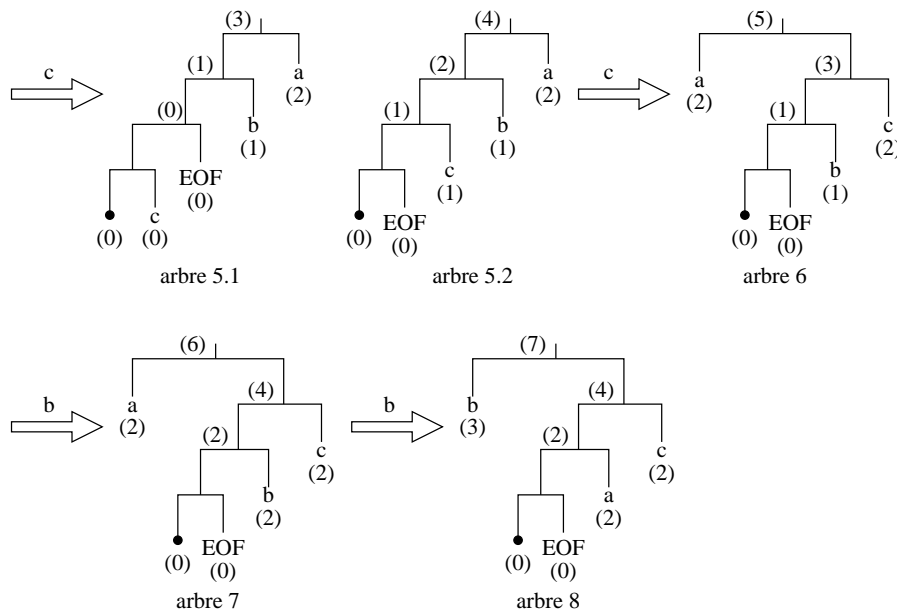 (3) (4) (5)
c (1) a (2) a c a (3)
(2) (2) (2)
(0) b (1) b (1) c
(1) (1) (2)
EOF c b
(0) (1) (1)
c EOF EOF
(0) (0) (0) (0) (0) (0)
arbre 5.1 arbre 5.2 arbre 6
(6) (7)
b a (4) b b (4)
(2) (3)
(2) c (2) c
(2) (2)
b a
(2) (2)
(0) EOF (0) EOF
(0) (0)
arbre 7 arbre 8